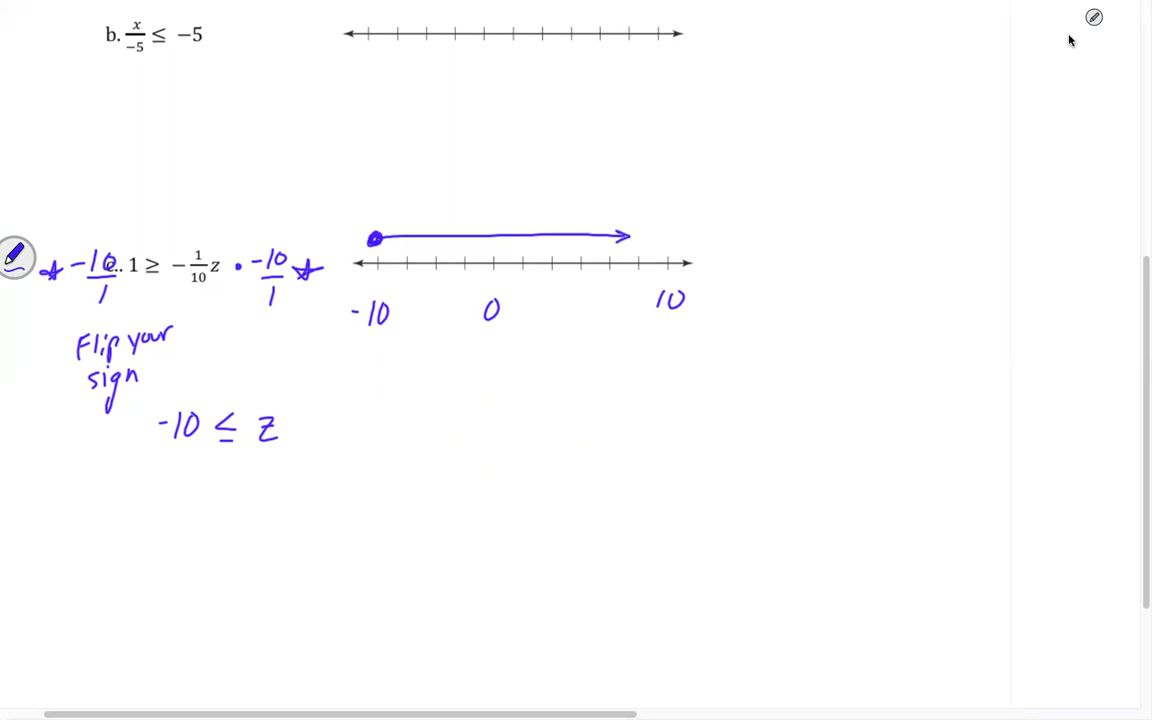 b. x/-5 ≤ -5
* -10/1 c. 1 ≥ -1/10 z • -10/1 *
-10 0 10
Flip your
sign
-10 ≤ z